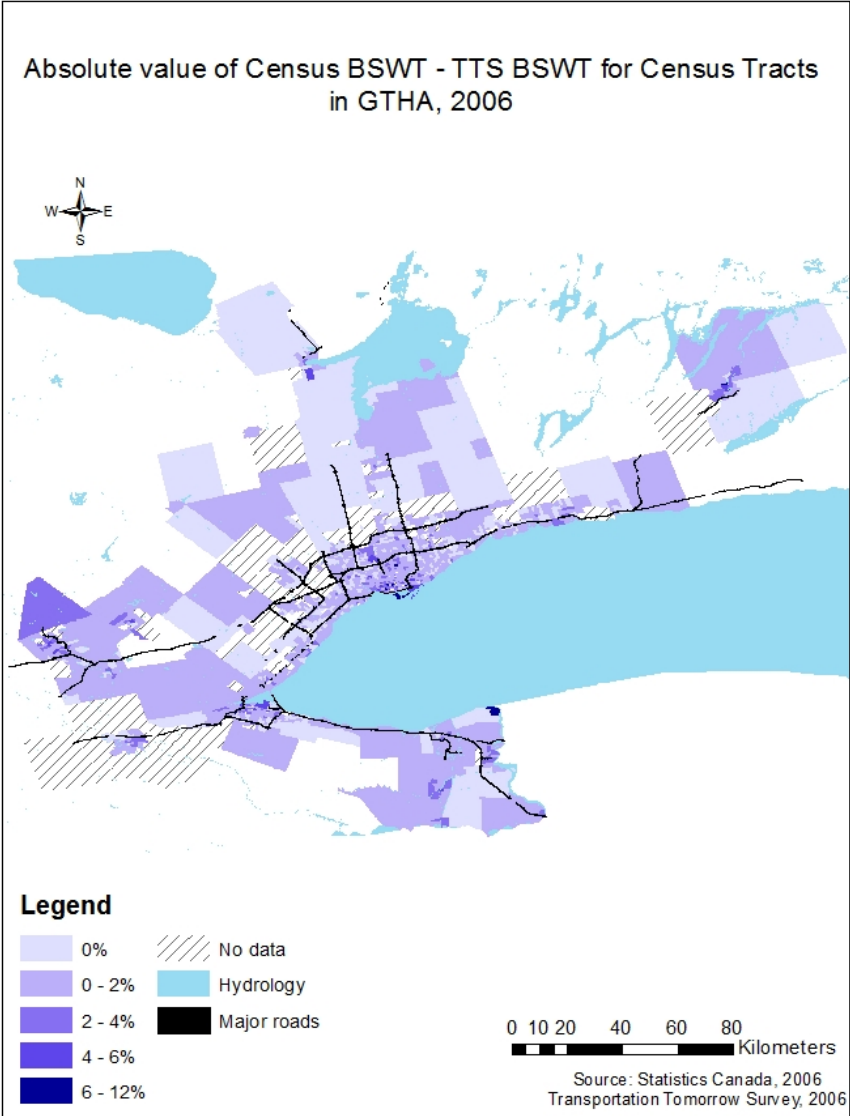 Absolute value of Census BSWT - TTS BSWT for Census Tracts
in GTHA, 2006
N
W E
S
Legend
0% No data
0 - 2% Hydrology
2 - 4% Major roads
4 - 6%
6 - 12%
0 10 20 40 60 80
Kilometers
Source: Statistics Canada, 2006
Transportation Tomorrow Survey, 2006